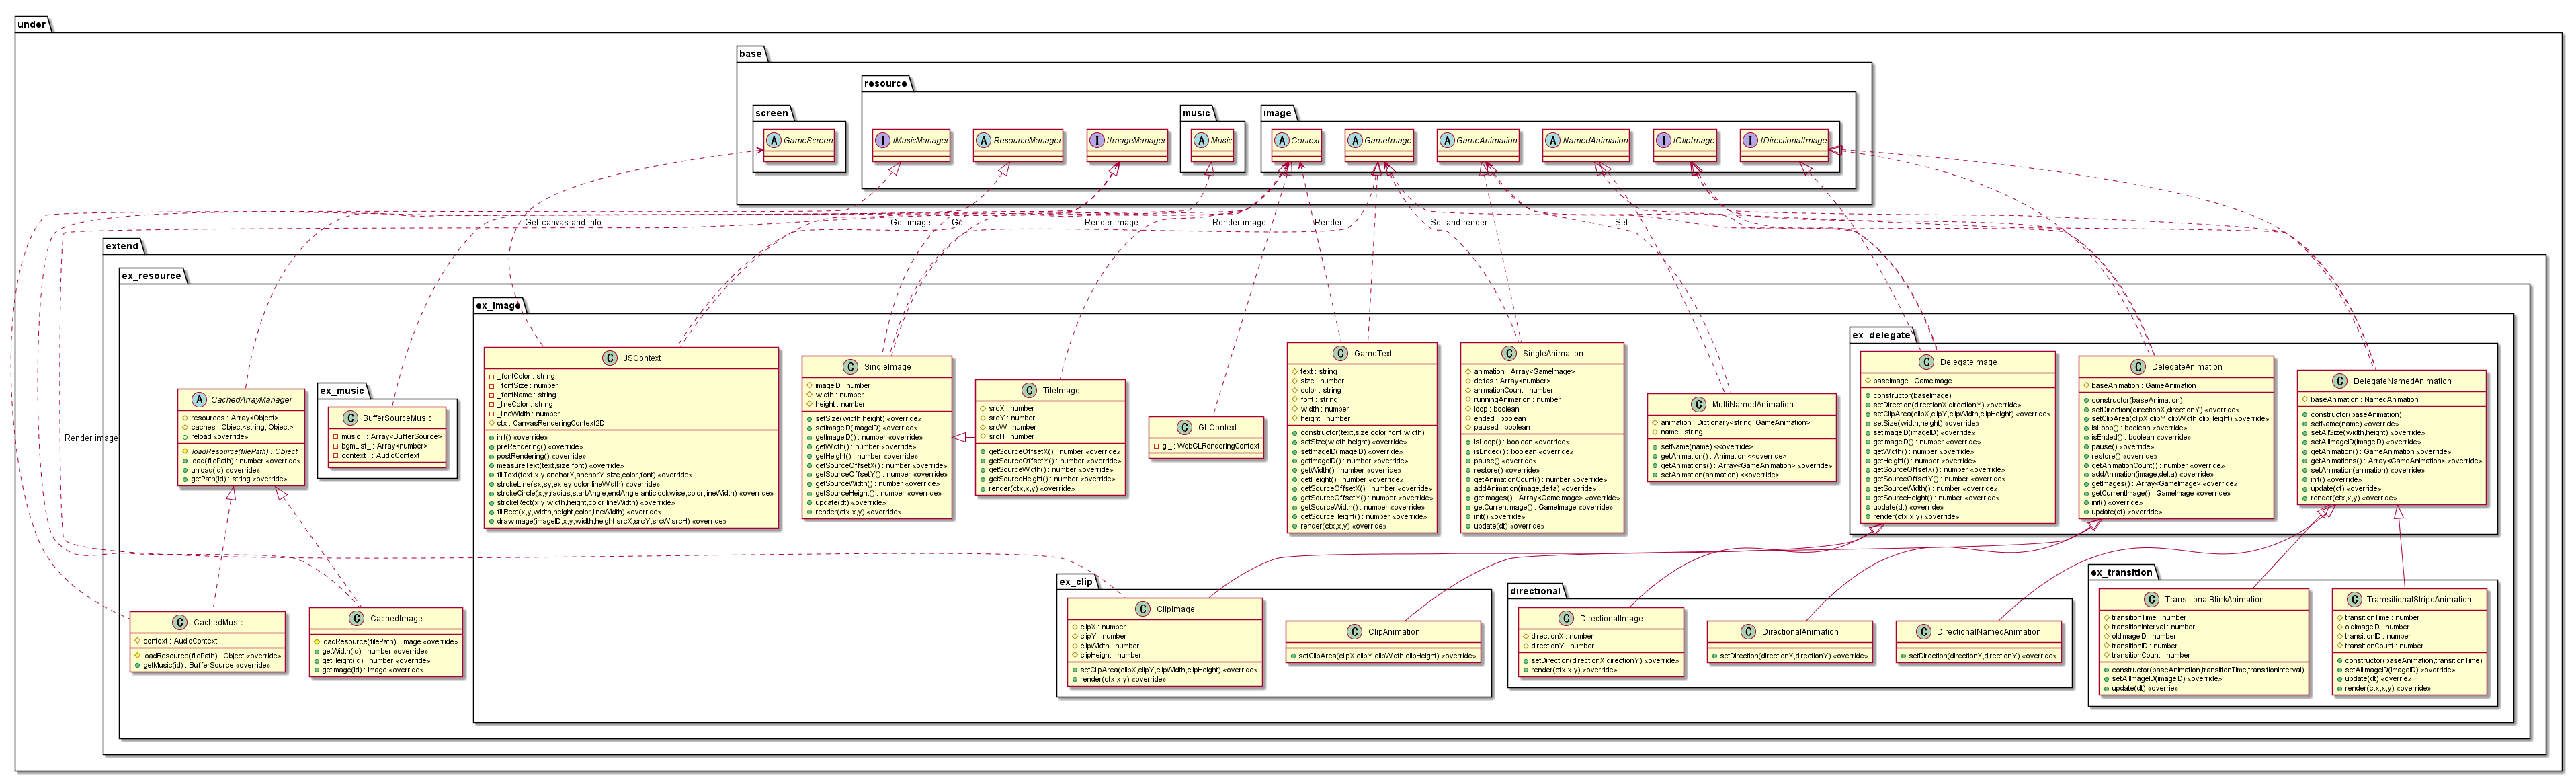 under
base
resource
screen
music
image
GameScreen
IMusicManager
ResourceManager
IImageManager
Music
Context
GameImage
GameAnimation
NamedAnimation
IClipImage
IDirectionalImage
Get canvas and info
Get image
Get
Render image
Render image
Render
Set and render
Set
extend
ex_resource
ex_image
ex_delegate
JSContext
_fontColor : string
_fontSize : number
_fontName : string
_lineColor : string
_lineWidth : number
ctx : CanvasRenderingContext2D
init() «override»
preRendering() «override»
postRendering() «override»
measureText(text,size,font) «override»
fillText(text,x,y,anchorX,anchorY,size,color,font) «override»
strokeLine(sx,sy,ex,ey,color,lineWidth) «override»
strokeCircle(x,y,radius,startAngle,endAngle,anticlockwise,color,lineWidth) «override»
strokeRect(x,y,width,height,color,lineWidth) «override»
fillRect(x,y,width,height,color,lineWidth) «override»
drawImage(imageID,x,y,width,height,srcX,srcY,srcW,srcH) «override»
SingleImage
imageID : number
width : number
height : number
setSize(width,height) «override»
setImageID(imageID) «override»
getImageID() : number «override»
getWidth() : number «override»
getHeight() : number «override»
getSourceOffsetX() : number «override»
getSourceOffsetY() : number «override»
getSourceWidth() : number «override»
getSourceHeight() : number «override»
update(dt) «override»
render(ctx,x,y) «override»
TileImage
srcX : number
srcY : number
srcW : number
srcH : number
getSourceOffsetX() : number «override»
getSourceOffsetY() : number «override»
getSourceWidth() : number «override»
getSourceHeight() : number «override»
render(ctx,x,y) «override»
GLContext
gl_ : WebGLRenderingContext
GameText
text : string
size : number
color : string
font : string
width : number
height : number
constructor(text,size,color,font,width)
setSize(width,height) «override»
setImageID(imageID) «override»
getImageID() : number «override»
getWidth() : number «override»
getHeight() : number «override»
getSourceOffsetX() : number «override»
getSourceOffsetY() : number «override»
getSourceWidth() : number «override»
getSourceHeight() : number «override»
render(ctx,x,y) «override»
SingleAnimation
animation : Array<GameImage>
deltas : Array<number>
animationCount : number
runningAnimarion : number
loop : boolean
ended : boolean
paused : boolean
isLoop() : boolean «override»
isEnded() : boolean «override»
pause() «override»
restore() «override»
getAnimationCount() : number «override»
addAnimation(image,delta) «override»
getImages() : Array<GameImage> «override»
getCurrentImage() : GameImage «override»
init() «override»
update(dt) «override»
MultiNamedAnimation
animation : Dictionary<string, GameAnimation>
name : string
setName(name) <<override>
getAnimation() : Animation <<override>
getAnimations() : Array<GameAnimation> «override»
setAnimation(animation) <<override>
DelegateImage
baseImage : GameImage
constructor(baseImage)
setDirection(directionX,directionY) «override»
setClipArea(clipX,clipY,clipWidth,clipHeight) «override»
setSize(width,height) «override»
setImageID(imageID) «override»
getImageID() : number «override»
getWidth() : number «override»
getHeight() : number «override»
getSourceOffsetX() : number «override»
getSourceOffsetY() : number «override»
getSourceWidth() : number «override»
getSourceHeight() : number «override»
init() «override»
update(dt) «override»
render(ctx,x,y) «override»
DelegateAnimation
baseAnimation : GameAnimation
constructor(baseAnimation)
setDirection(directionX,directionY) «override»
setClipArea(clipX,clipY,clipWidth,clipHeight) «override»
isLoop() : boolean «override»
isEnded() : boolean «override»
pause() «override»
restore() «override»
getAnimationCount() : number «override»
addAnimation(image,delta) «override»
getImages() : Array<GameImage> «override»
getCurrentImage() : GameImage «override»
init() «override»
update(dt) «override»
DelegateNamedAnimation
baseAnimation : NamedAnimation
constructor(baseAnimation)
setName(name) «override»
setAllSize(width,height) «override»
setAllImageID(imageID) «override»
getAnimation() : GameAnimation «override»
getAnimations() : Array<GameAnimation> «override»
setAnimation(animation) «override»
init() «override»
update(dt) «override»
render(ctx,x,y) «override»
CachedArrayManager
resources : Array<Object>
caches : Object<string, Object>
reload «override»
loadResource(filePath) : Object
load(filePath) : number «override»
unload(id) «override»
getPath(id) : string «override»
ex_music
BufferSourceMusic
music_ : Array<BufferSource>
bgmList_ : Array<number>
context_ : AudioContext
Render image
CachedMusic
context : AudioContext
loadResource(filePath) : Object «override»
getMusic(id) : BufferSource «override»
CachedImage
loadResource(filePath) : Image «override»
getWidth(id) : number «override»
getHeight(id) : number «override»
getImage(id) : Image «override»
ex_clip
ClipImage
clipX : number
clipY : number
clipWidth : number
clipHeight : number
setClipArea(clipX,clipY,clipWidth,clipHeight) «override»
render(ctx,x,y) «override»
ClipAnimation
setClipArea(clipX,clipY,clipWidth,clipHeight) «override»
directional
DirectionalImage
directionX : number
directionY : number
setDirection(directionX,directionY) «override»
render(ctx,x,y) «override»
DirectionalAnimation
setDirection(directionX,directionY) «override»
DirectionalNamedAnimation
setDirection(directionX,directionY) «override»
ex_transition
TransitionalBlinkAnimation
transitionTime : number
transitionInterval : number
oldImageID : number
transitionID : number
transitionCount : number
constructor(baseAnimation,transitionTime,transitionInterval)
setAllImageID(imageID) «override»
update(dt) «overrie»
TramsitionalStripeAnimation
transitionTime : number
oldImageID : number
transitionID : number
transitionCount : number
constructor(baseAnimation,transitionTime)
setAllImageID(imageID) «override»
update(dt) «overrie»
render(ctx,x,y) «override»